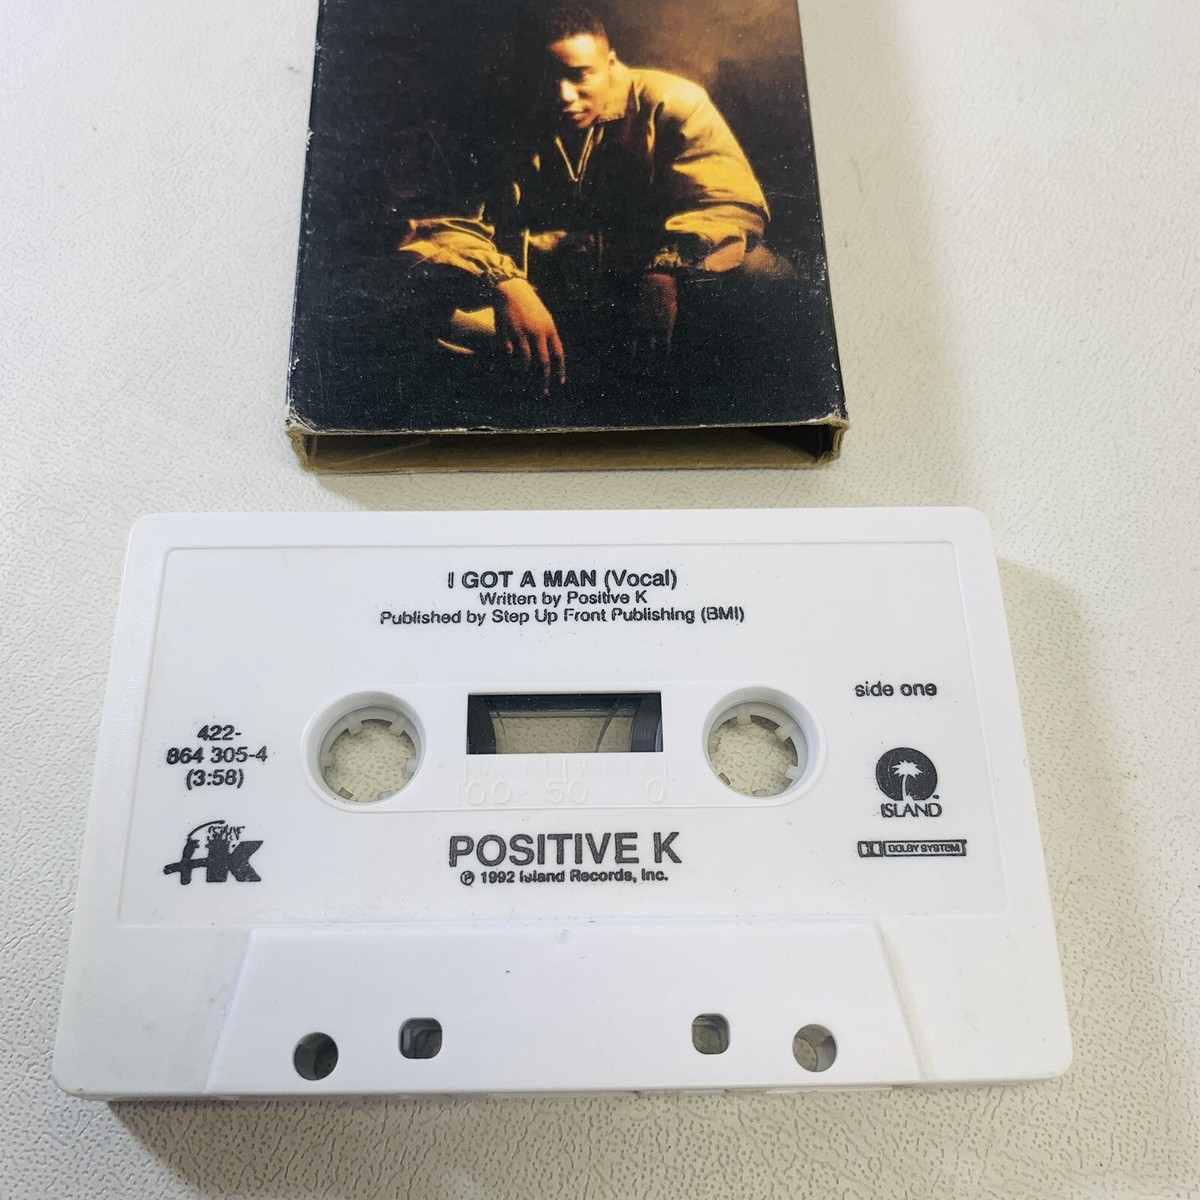 I GOT A MAN (Vocal)
Written by Positive K
Published by Step Up Front Publishing (BMI)
side one
422-
864 305-4
(3:58)
100 50 0
ISLAND
K
POSITIVE K
℗ 1992 Island Records, Inc.
DOLBY SYSTEM